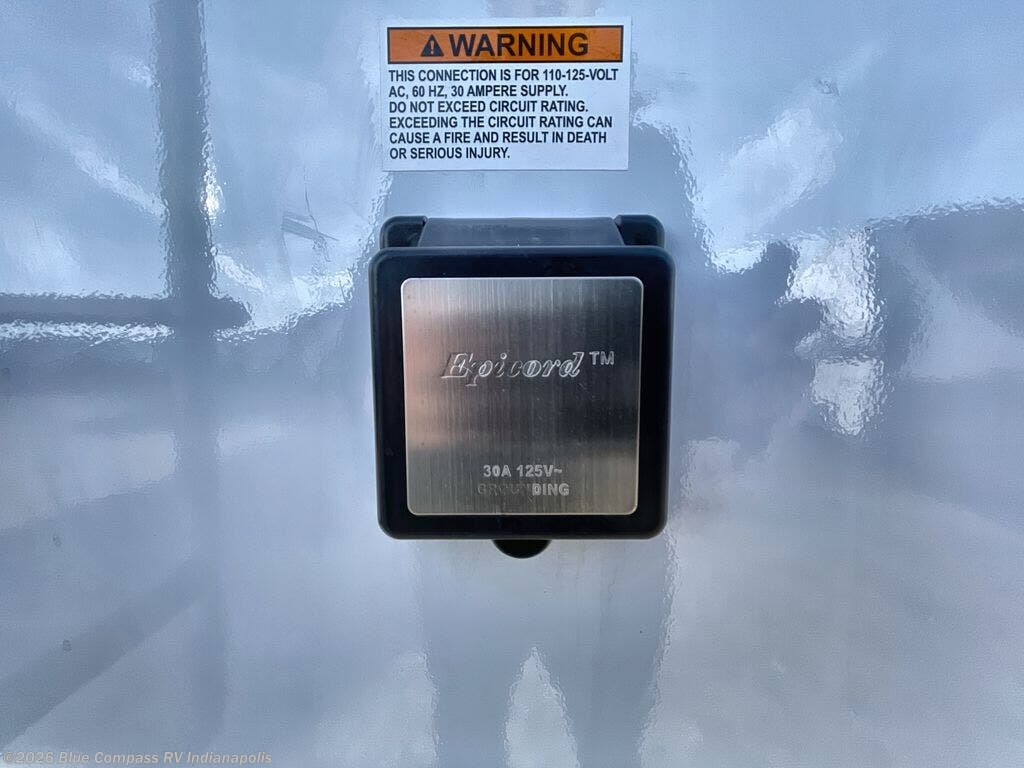 ⚠WARNING
THIS CONNECTION IS FOR 110-125-VOLT
AC, 60 HZ, 30 AMPERE SUPPLY.
DO NOT EXCEED CIRCUIT RATING.
EXCEEDING THE CIRCUIT RATING CAN
CAUSE A FIRE AND RESULT IN DEATH
OR SERIOUS INJURY.
Epicord™
30A 125V~
GROUNDING
©2026 Blue Compass RV Indianapolis